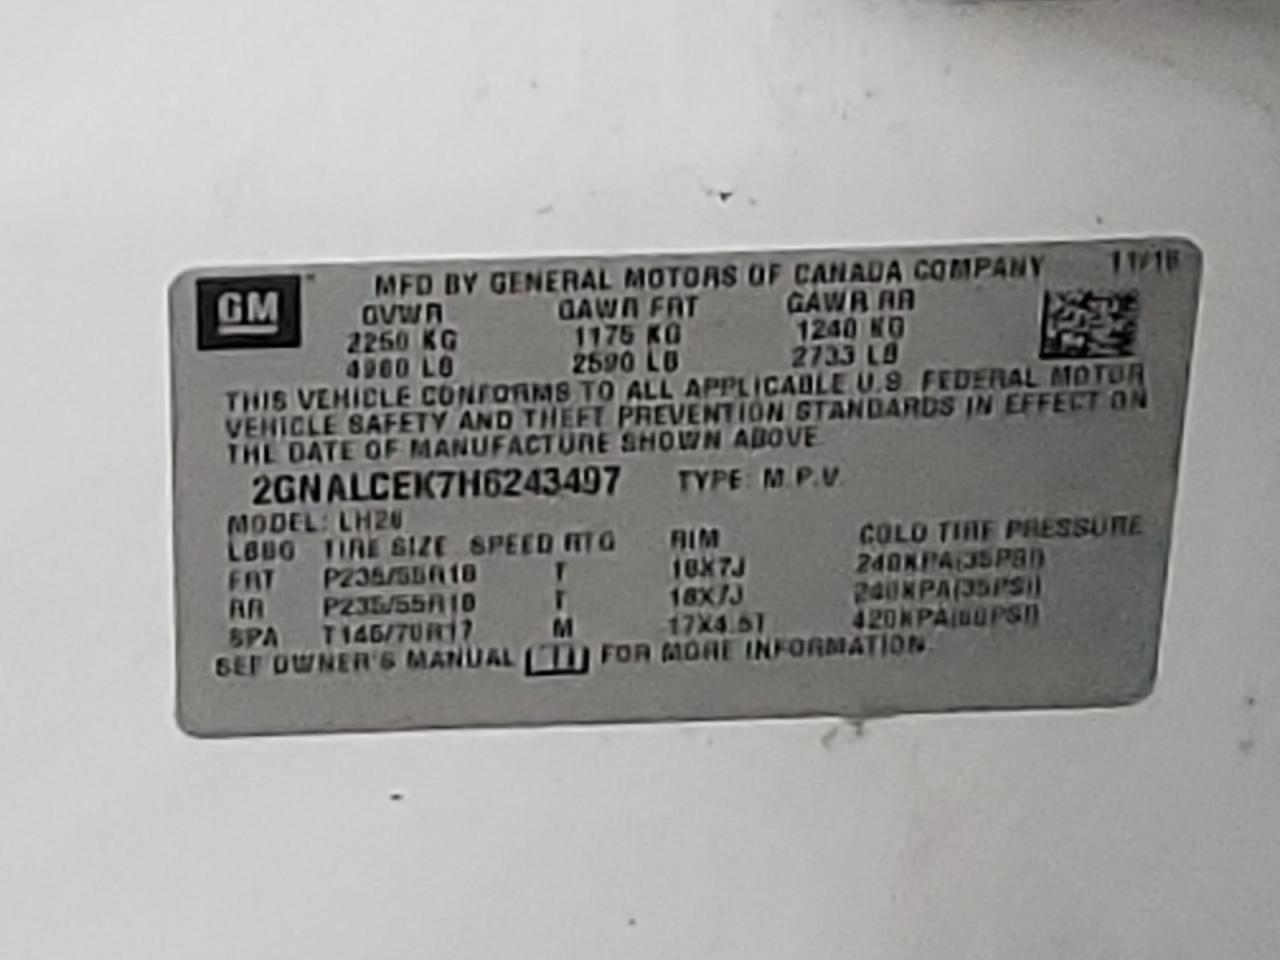 GM MFD BY GENERAL MOTORS OF CANADA COMPANY 11/16
GVWR GAWR FRT GAWR RR
2250 KG 1175 KG 1240 KG
4960 LB 2590 LB 2733 LB
THIS VEHICLE CONFORMS TO ALL APPLICABLE U.S. FEDERAL MOTOR
VEHICLE SAFETY AND THEFT PREVENTION STANDARDS IN EFFECT ON
THE DATE OF MANUFACTURE SHOWN ABOVE.
2GNALCEK7H6243497 TYPE: M.P.V.
MODEL: LH26
TIRE SIZE SPEED RTG RIM COLD TIRE PRESSURE
FRT P235/55R18 T 18X7J 240KPA(35PSI)
RR P235/55R18 T 18X7J 240KPA(35PSI)
SPA T145/70R17 M 17X4.5T 420KPA(60PSI)
SEE OWNER'S MANUAL FOR MORE INFORMATION.